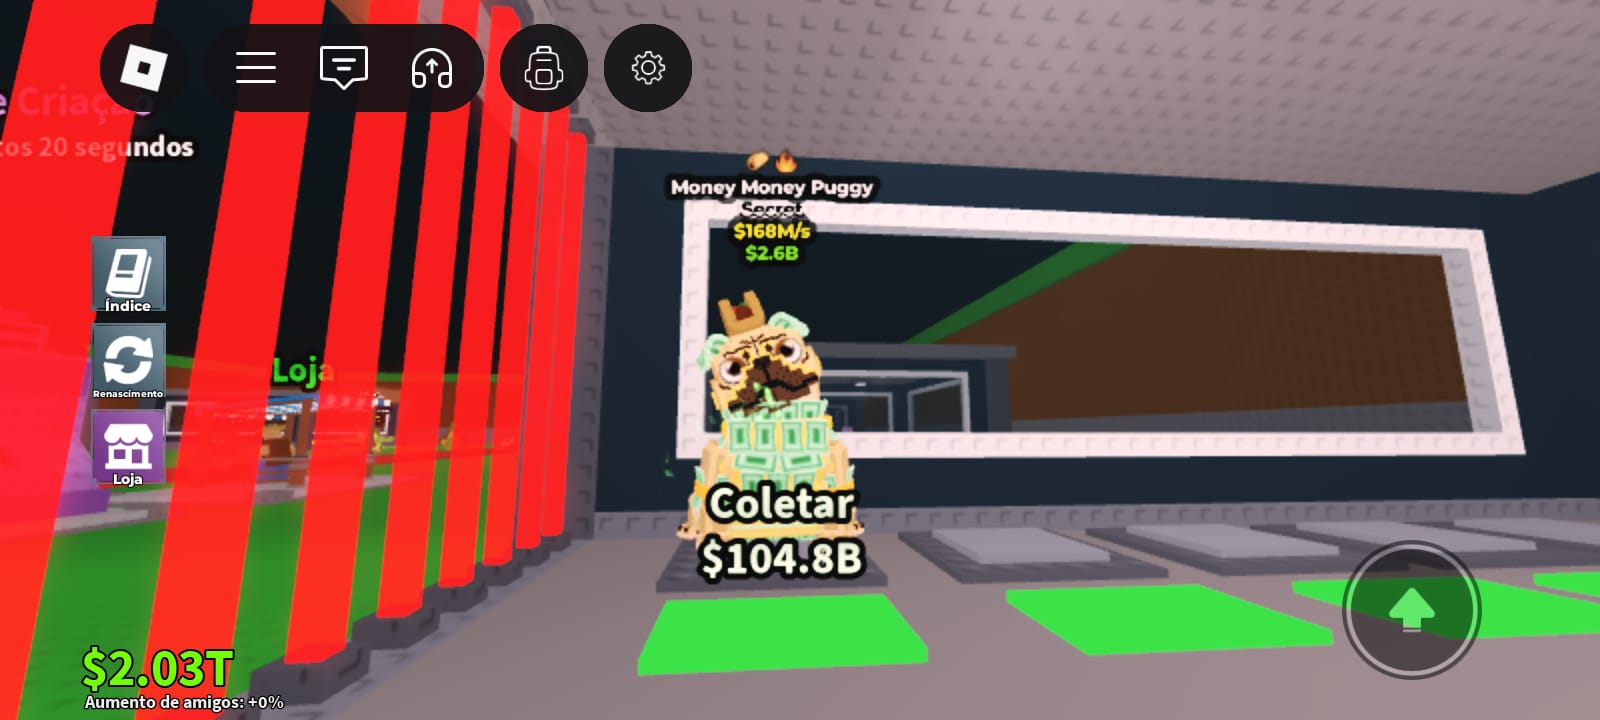 e Criação
tos 20 segundos
Money Money Puggy
Secret
$168M/s
$2.6B
Índice
Renascimento
Loja
Loja
Coletar
$104.8B
$2.03T
Aumento de amigos: +0%